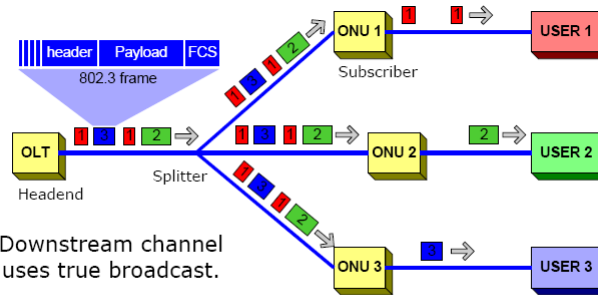 header Payload FCS
802.3 frame
1 3 1 2
OLT
Headend
Splitter
1 3 1 2
ONU 1
Subscriber
1 1
USER 1
1 3 1 2
ONU 2
2
USER 2
1 3 1 2
ONU 3
3
USER 3
Downstream channel
uses true broadcast.